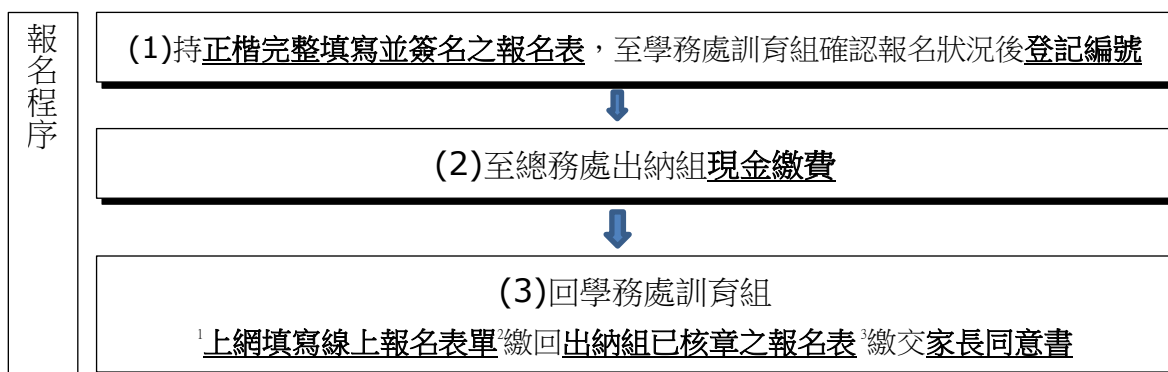 報名程序
(1)持正楷完整填寫並簽名之報名表，至學務處訓育組確認報名狀況後登記編號
(2)至總務處出納組現金繳費
(3)回學務處訓育組
1上網填寫線上報名表單2繳回出納組已核章之報名表3繳交家長同意書